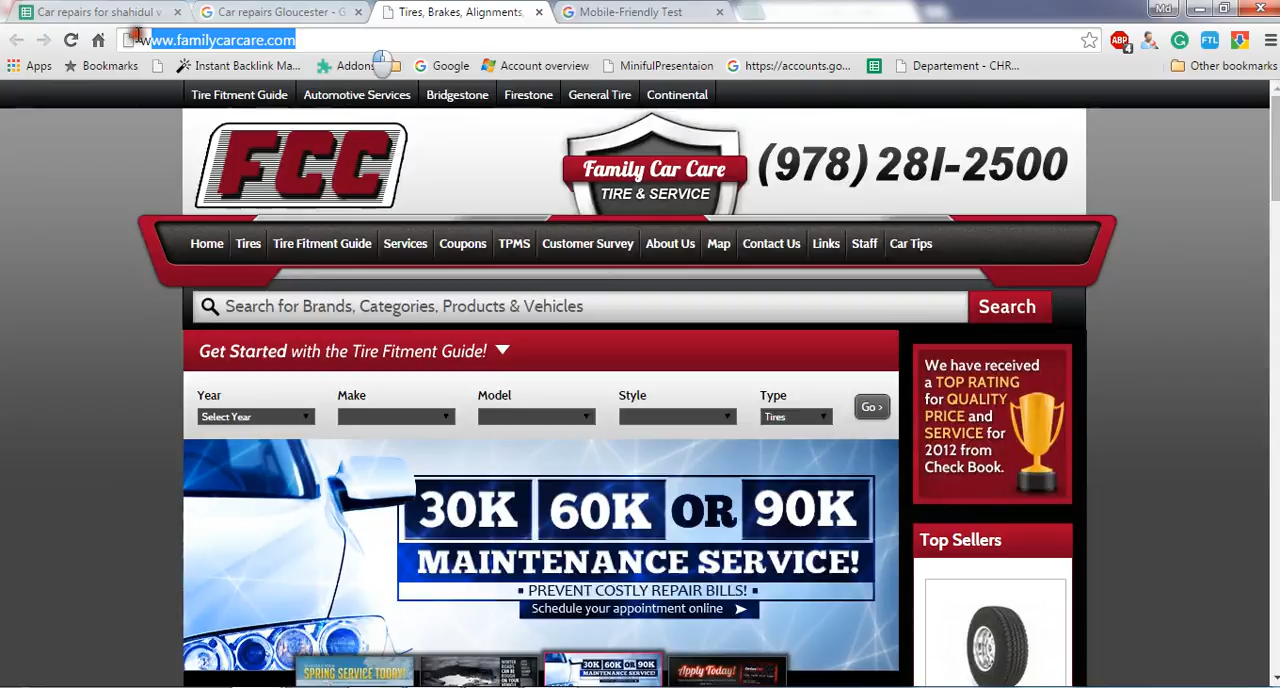 Car repairs for shahidul v
Car repairs Gloucester - G
Tires, Brakes, Alignments,
Mobile-Friendly Test
Md
www.familycarcare.com
ABP
4
FTL
Apps
Bookmarks
Instant Backlink Ma...
Addons
Google
Account overview
MinifulPresentaion
https://accounts.go...
Departement - CHR...
Other bookmarks
Tire Fitment Guide
Automotive Services
Bridgestone
Firestone
General Tire
Continental
FCC
Family Car Care
TIRE & SERVICE
(978) 281-2500
Home
Tires
Tire Fitment Guide
Services
Coupons
TPMS
Customer Survey
About Us
Map
Contact Us
Links
Staff
Car Tips
Search for Brands, Categories, Products & Vehicles
Search
Get Started with the Tire Fitment Guide!
Year
Make
Model
Style
Type
Select Year
Tires
Go ›
We have received
a TOP RATING
for QUALITY
PRICE and
SERVICE for
2012 from
Check Book.
30K 60K OR 90K
MAINTENANCE SERVICE!
▪ PREVENT COSTLY REPAIR BILLS! ▪
Schedule your appointment online
Top Sellers
SPRING SERVICE TODAY!
30K 60K OR 90K
MAINTENANCE SERVICE!
Apply Today!